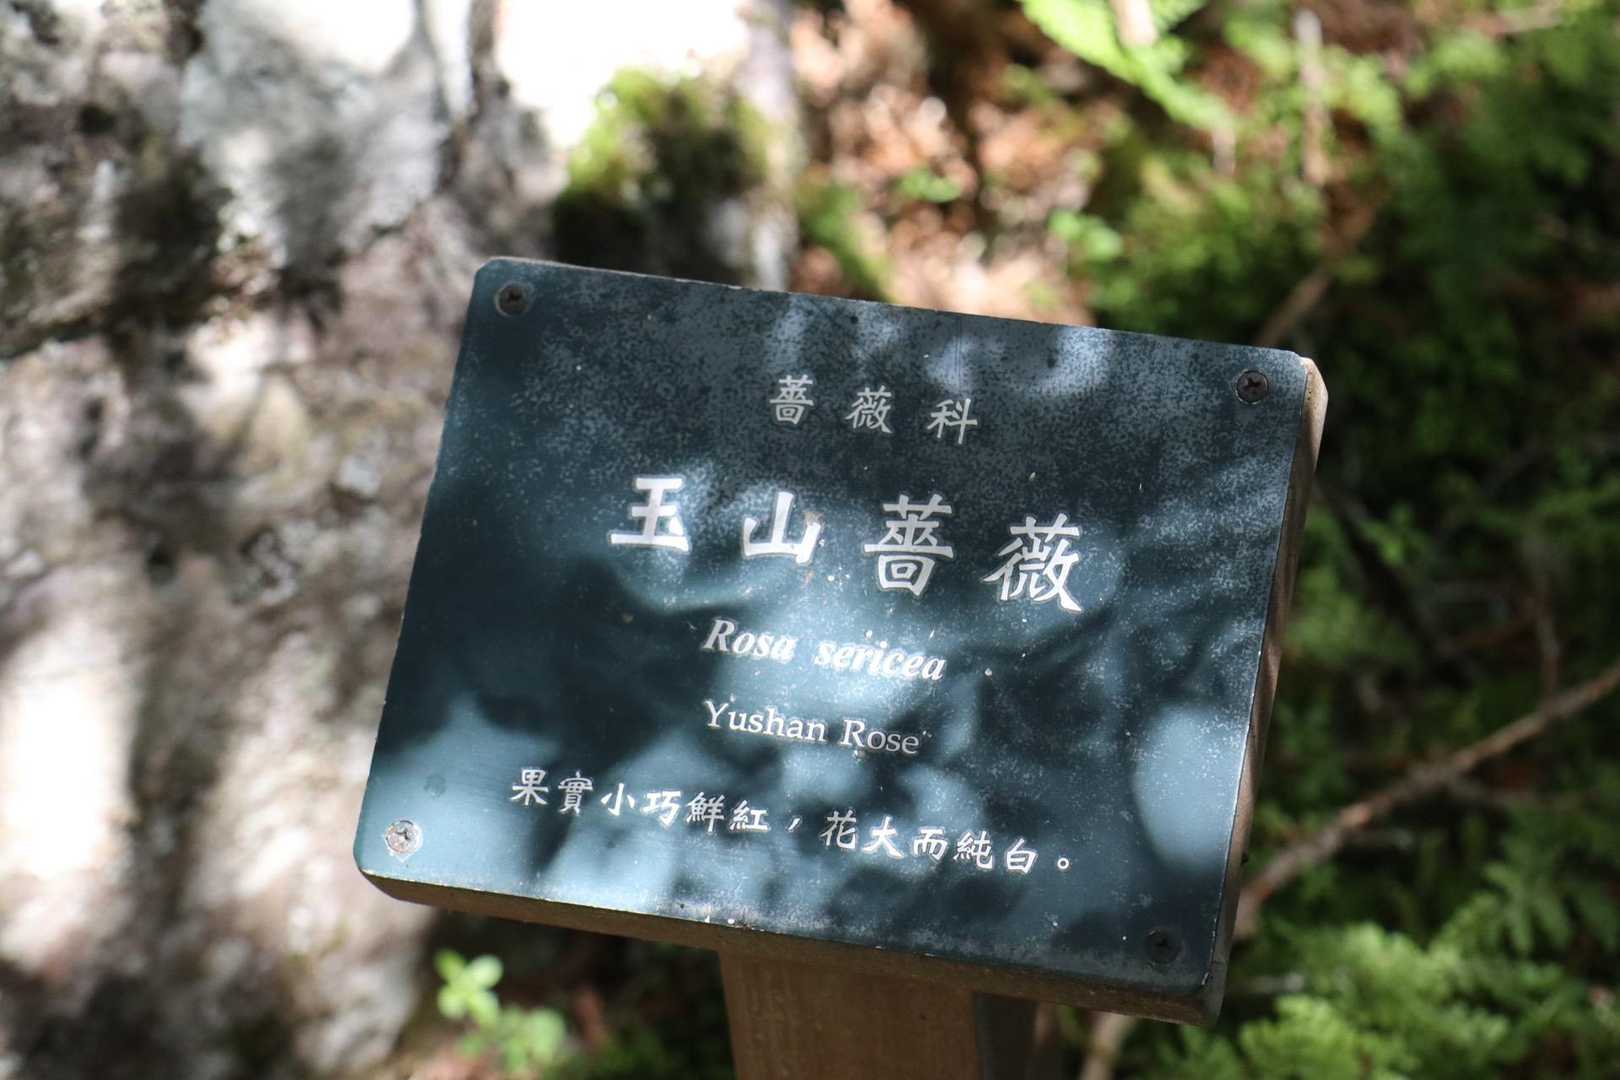 薔薇科
玉山薔薇
Rosa sericea
Yushan Rose
果實小巧鮮紅，花大而純白。